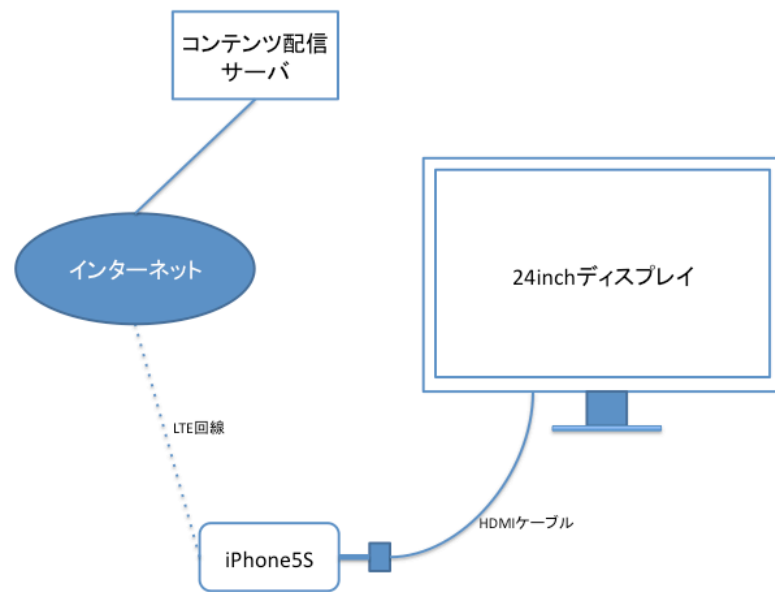 コンテンツ配信
サーバ
インターネット
24inchディスプレイ
LTE回線
HDMIケーブル
iPhone5S